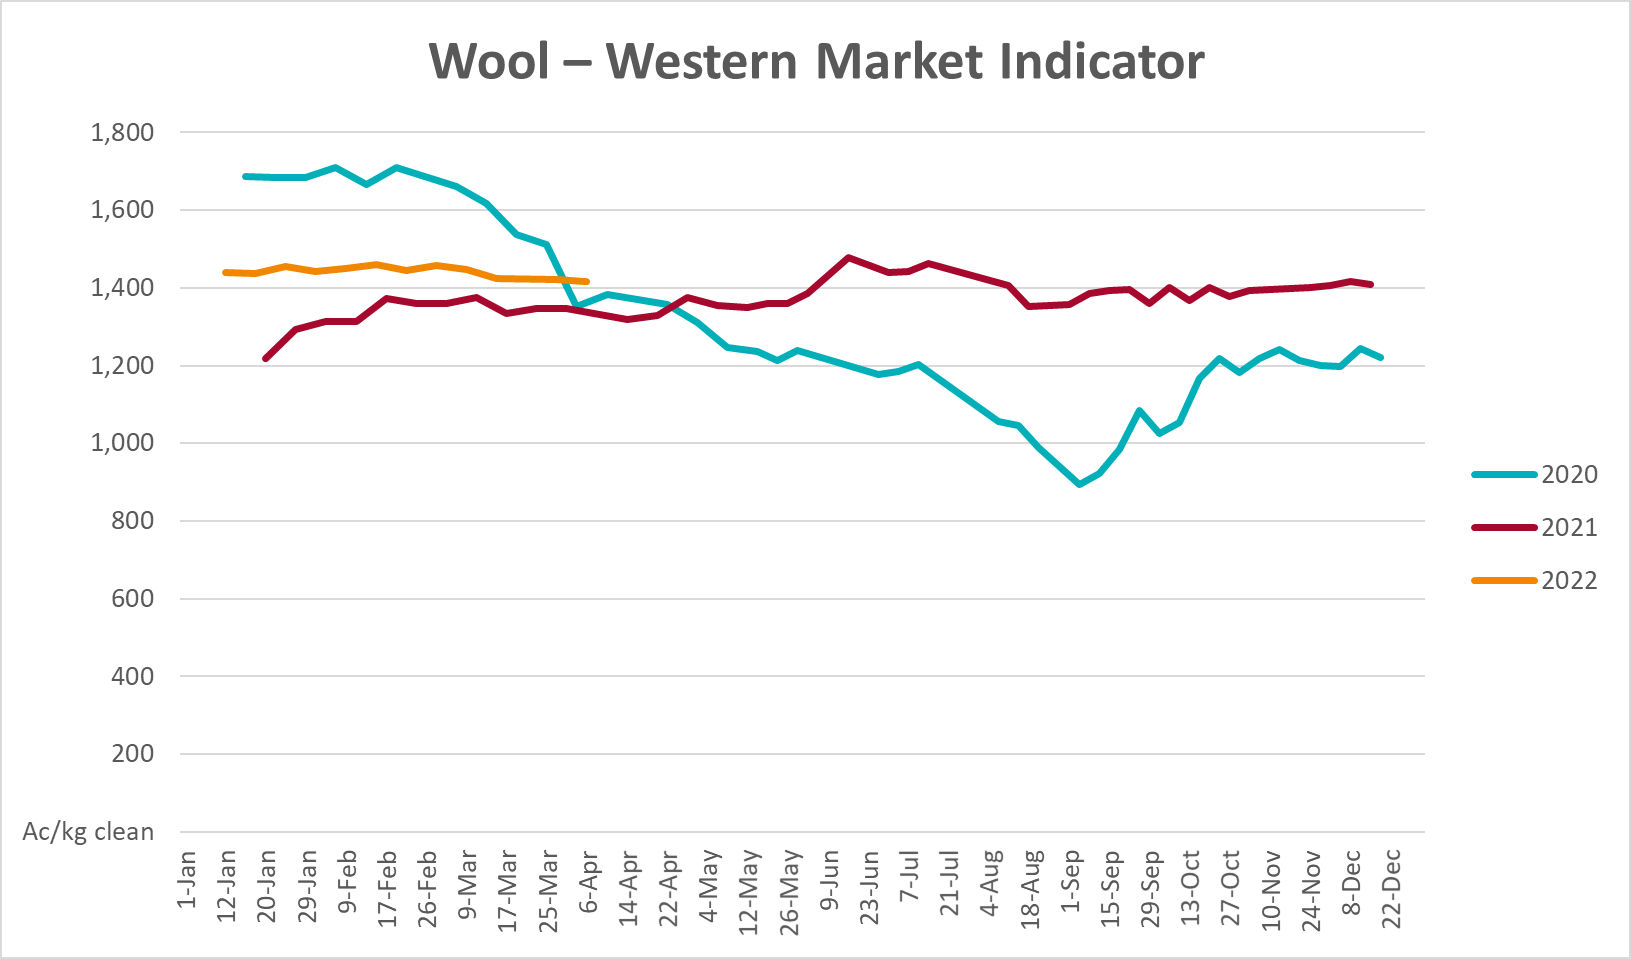 Wool – Western Market Indicator
1,800
1,600
1,400
1,200
1,000
800
600
400
200
Ac/kg clean
1-Jan
12-Jan
20-Jan
29-Jan
9-Feb
17-Feb
26-Feb
9-Mar
17-Mar
25-Mar
6-Apr
14-Apr
22-Apr
4-May
12-May
26-May
9-Jun
23-Jun
7-Jul
21-Jul
4-Aug
18-Aug
1-Sep
15-Sep
29-Sep
13-Oct
27-Oct
10-Nov
24-Nov
8-Dec
22-Dec
2020
2021
2022